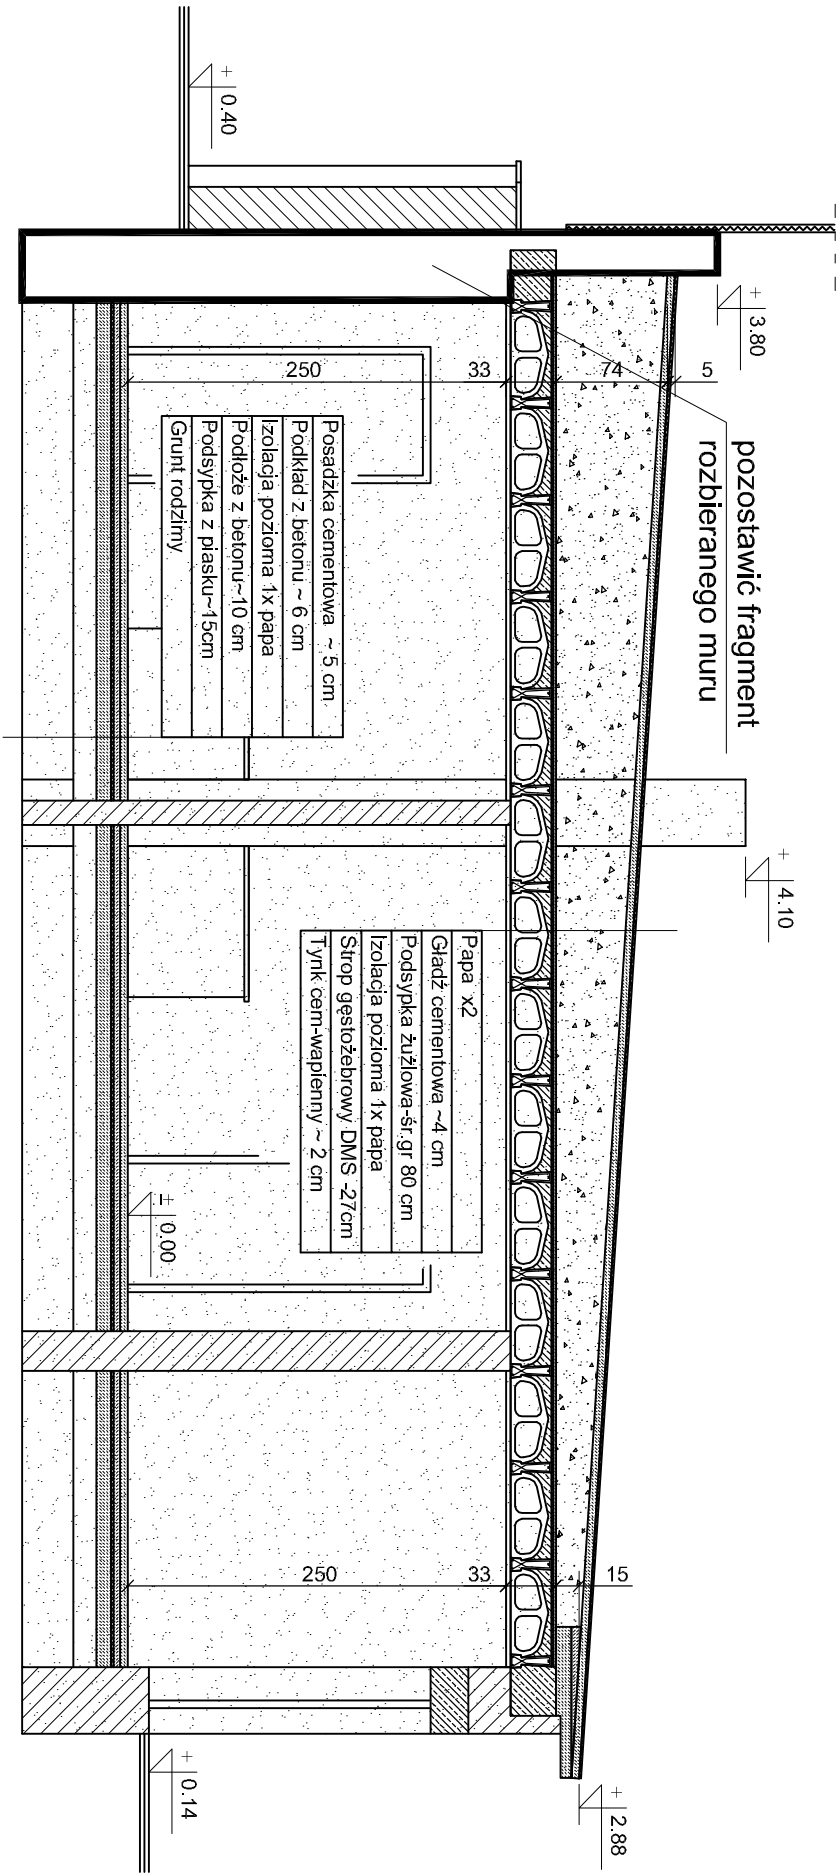 + 0.40
+ 3.80
250
33
74
5
pozostawić fragment
rozbieranego muru
Posadzka cementowa ~ 5 cm
Podkład z betonu ~ 6 cm
Izolacja pozioma 1x papa
Podłoże z betonu~10 cm
Podsypka z piasku~15cm
Grunt rodzimy
+ 4.10
Papa x2
Gładź cementowa ~4 cm
Podsypka żużlowa-śr.gr 80 cm
Izolacja pozioma 1x papa
Strop gęstożebrowy DMS -27cm
Tynk cem-wapienny ~ 2 cm
± 0.00
250
33
15
+ 0.14
+ 2.88